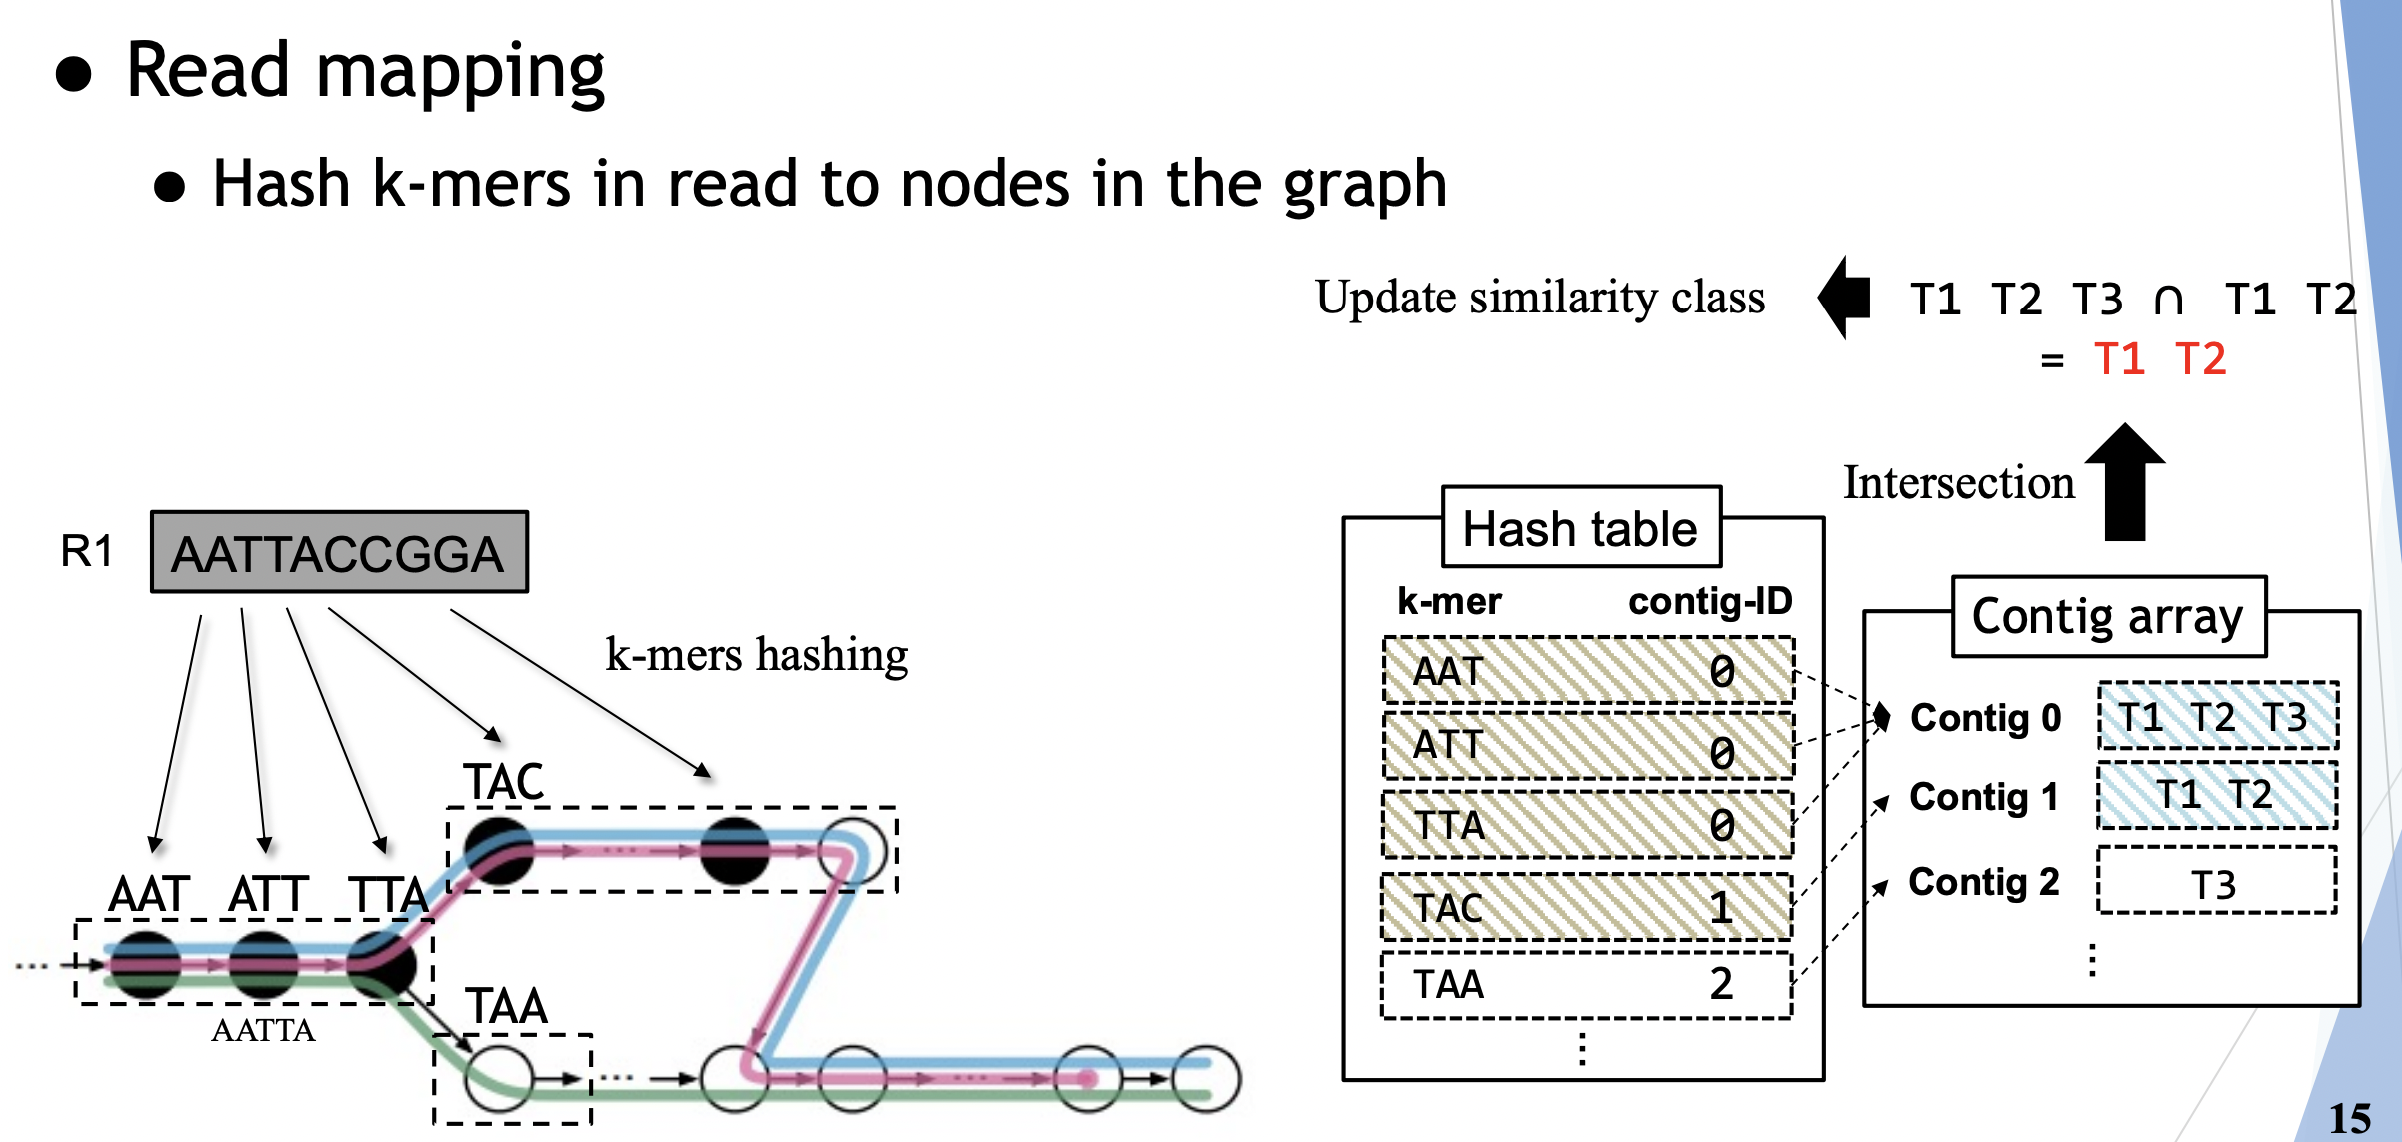 ● Read mapping
● Hash k-mers in read to nodes in the graph
Update similarity class
T1 T2 T3 ∩ T1 T2
= T1 T2
Intersection
R1
AATTACCGGA
k-mers hashing
TAC
AAT ATT TTA
...
...
AATTA
TAA
...
...
Hash table
k-mer contig-ID
AAT 0
ATT 0
TTA 0
TAC 1
TAA 2
⋮
Contig array
Contig 0 T1 T2 T3
Contig 1 T1 T2
Contig 2 T3
⋮
15